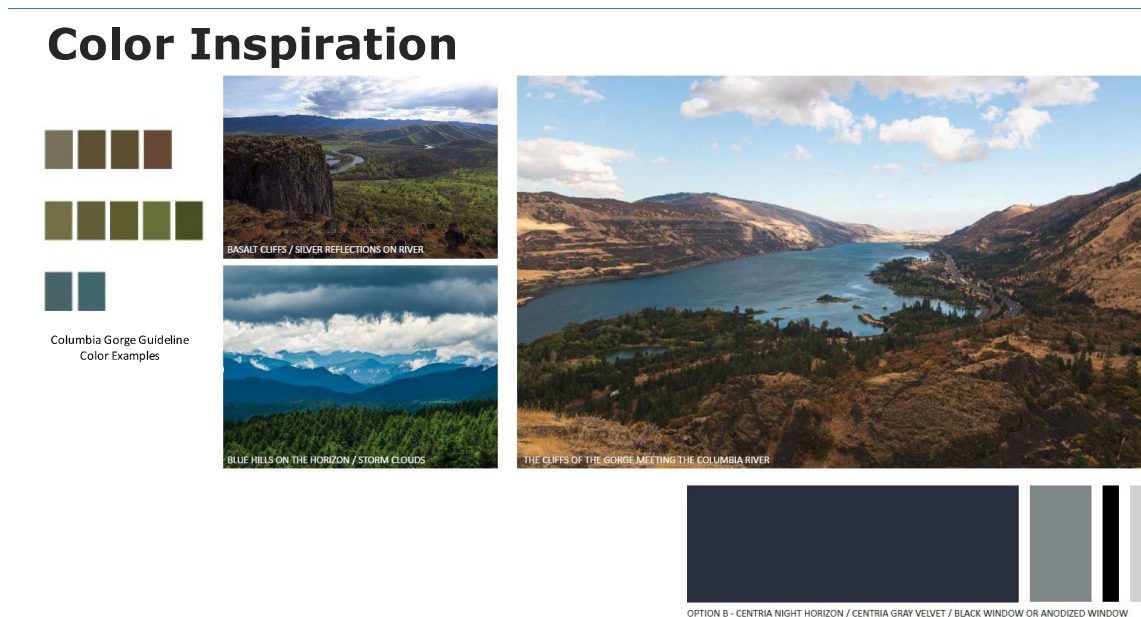 Color Inspiration
BASALT CLIFFS / SILVER REFLECTIONS ON RIVER
Columbia Gorge Guideline
Color Examples
BLUE HILLS ON THE HORIZON / STORM CLOUDS
THE CLIFFS OF THE GORGE MEETING THE COLUMBIA RIVER
OPTION B - CENTRIA NIGHT HORIZON / CENTRIA GRAY VELVET / BLACK WINDOW OR ANODIZED WINDOW